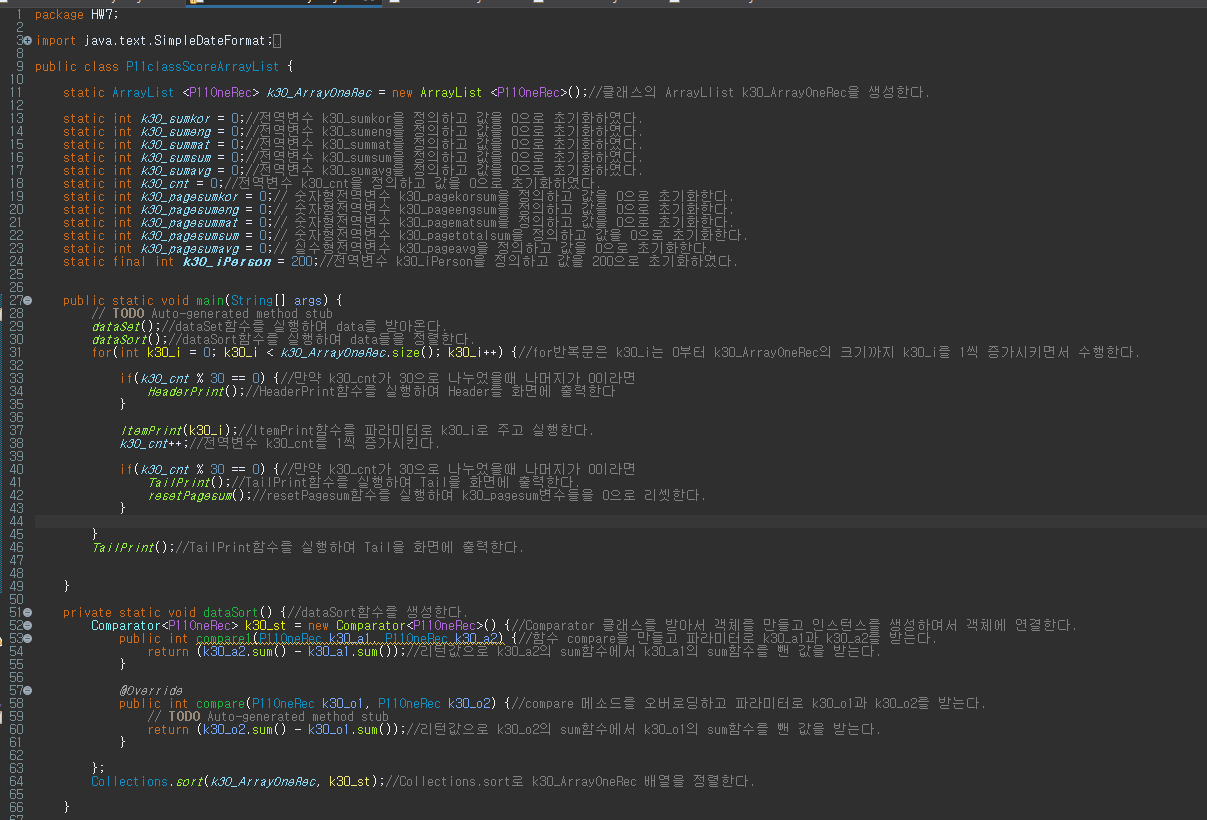 1 package HW7;
2
3 import java.text.SimpleDateFormat;
8
9 public class P11classScoreArrayList {
10
11 static ArrayList <P11OneRec> k30_ArrayOneRec = new ArrayList <P11OneRec>();//클래스의 ArrayLlist k30_ArrayOneRec을 생성한다.
12
13 static int k30_sumkor = 0;//전역변수 k30_sumkor을 정의하고 값을 0으로 초기화하였다.
14 static int k30_sumeng = 0;//전역변수 k30_sumeng을 정의하고 값을 0으로 초기화하였다.
15 static int k30_summat = 0;//전역변수 k30_summat을 정의하고 값을 0으로 초기화하였다.
16 static int k30_sumsum = 0;//전역변수 k30_sumsum을 정의하고 값을 0으로 초기화하였다.
17 static int k30_sumavg = 0;//전역변수 k30_sumavg을 정의하고 값을 0으로 초기화하였다.
18 static int k30_cnt = 0;//전역변수 k30_cnt을 정의하고 값을 0으로 초기화하였다.
19 static int k30_pagesumkor = 0;// 숫자형전역변수 k30_pagekorsum을 정의하고 값을 0으로 초기화한다.
20 static int k30_pagesumeng = 0;// 숫자형전역변수 k30_pageengsum을 정의하고 값을 0으로 초기화한다.
21 static int k30_pagesummat = 0;// 숫자형전역변수 k30_pagematsum을 정의하고 값을 0으로 초기화한다.
22 static int k30_pagesumsum = 0;// 숫자형전역변수 k30_pagetotalsum을 정의하고 값을 0으로 초기화한다.
23 static int k30_pagesumavg = 0;// 실수형전역변수 k30_pageavg을 정의하고 값을 0으로 초기화한다.
24 static final int k30_iPerson = 200;//전역변수 k30_iPerson을 정의하고 값을 200으로 초기화하였다.
25
26
27 public static void main(String[] args) {
28 // TODO Auto-generated method stub
29 dataSet();//dataSet함수를 실행하며 data를 받아온다.
30 dataSort();//dataSort함수를 실행하며 data들을 정렬한다.
31 for(int k30_i = 0; k30_i < k30_ArrayOneRec.size(); k30_i++) {//for반복문은 k30_i는 0부터 k30_ArrayOneRec의 크기까지 k30_i를 1씩 증가시키면서 수행한다.
32
33 if(k30_cnt % 30 == 0) {//만약 k30_cnt가 30으로 나누었을때 나머지가 0이라면
34 HeaderPrint();//HeaderPrint함수를 실행하며 Header를 화면에 출력한다
35 }
36
37 ItemPrint(k30_i);//ItemPrint함수를 파라미터로 k30_i로 주고 실행한다.
38 k30_cnt++;//전역변수 k30_cnt를 1씩 증가시킨다.
39
40 if(k30_cnt % 30 == 0) {//만약 k30_cnt가 30으로 나누었을때 나머지가 0이라면
41 TailPrint();//TailPrint함수를 실행하며 Tail을 화면에 출력한다.
42 resetPagesum();//resetPagesum함수를 실행하며 k30_pagesum변수들을 0으로 리셋한다.
43 }
44
45 }
46 TailPrint();//TailPrint함수를 실행하며 Tail을 화면에 출력한다.
47
48
49 }
50
51 private static void dataSort() {//dataSort함수를 생성한다.
52 Comparator<P11OneRec> k30_st = new Comparator<P11OneRec>() {//Comparator 클래스를 받아서 객체를 만들고 인스턴스를 생성하며서 객체에 연결한다.
53 public int compare1(P11OneRec k30_a1, P11OneRec k30_a2) {//함수 compare을 만들고 파라미터로 k30_a1과 k30_a2를 받는다.
54 return (k30_a2.sum() - k30_a1.sum());//리턴값으로 k30_a2의 sum함수에서 k30_a1의 sum함수를 뺀 값을 받는다.
55 }
56
57 @Override
58 public int compare(P11OneRec k30_o1, P11OneRec k30_o2) {//compare 메소드를 오버로딩하고 파라미터로 k30_o1과 k30_o2를 받는다.
59 // TODO Auto-generated method stub
60 return (k30_o2.sum() - k30_o1.sum());//리턴값으로 k30_o2의 sum함수에서 k30_o1의 sum함수를 뺀 값을 받는다.
61 }
62
63 };
64 Collections.sort(k30_ArrayOneRec, k30_st);//Collections.sort로 k30_ArrayOneRec 배열을 정렬한다.
65
66 }